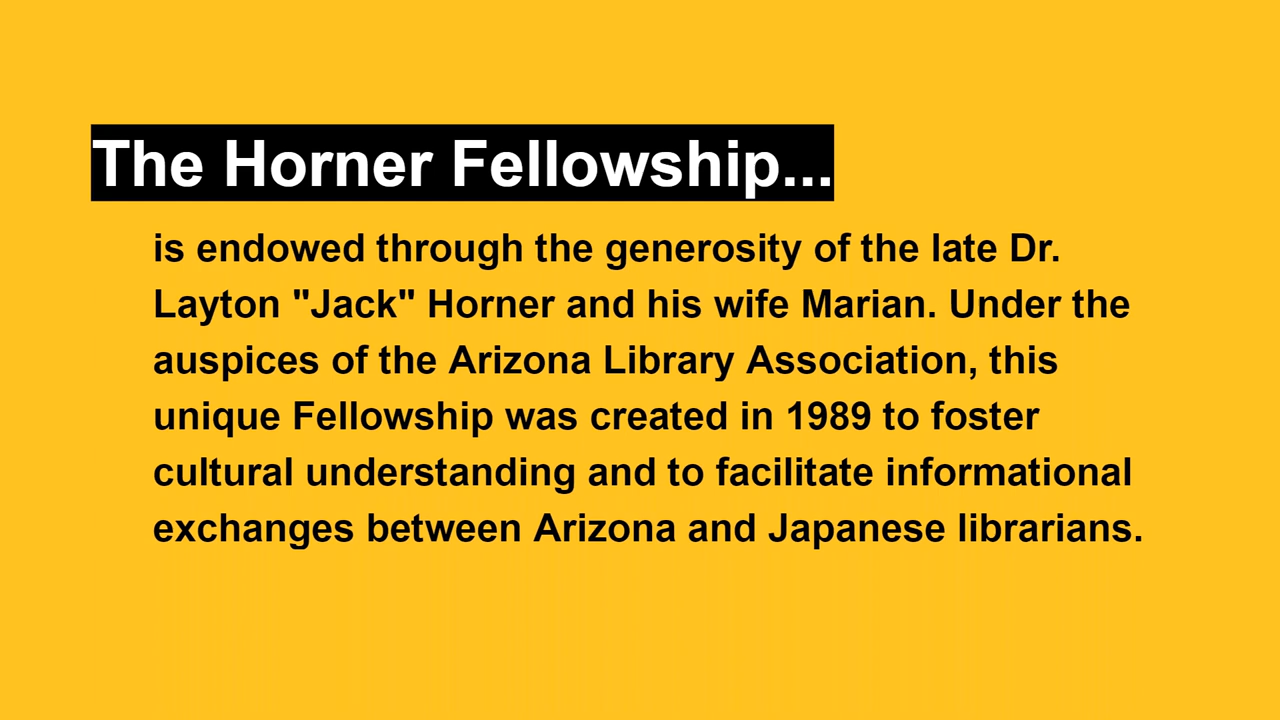 The Horner Fellowship...
is endowed through the generosity of the late Dr.
Layton "Jack" Horner and his wife Marian. Under the
auspices of the Arizona Library Association, this
unique Fellowship was created in 1989 to foster
cultural understanding and to facilitate informational
exchanges between Arizona and Japanese librarians.